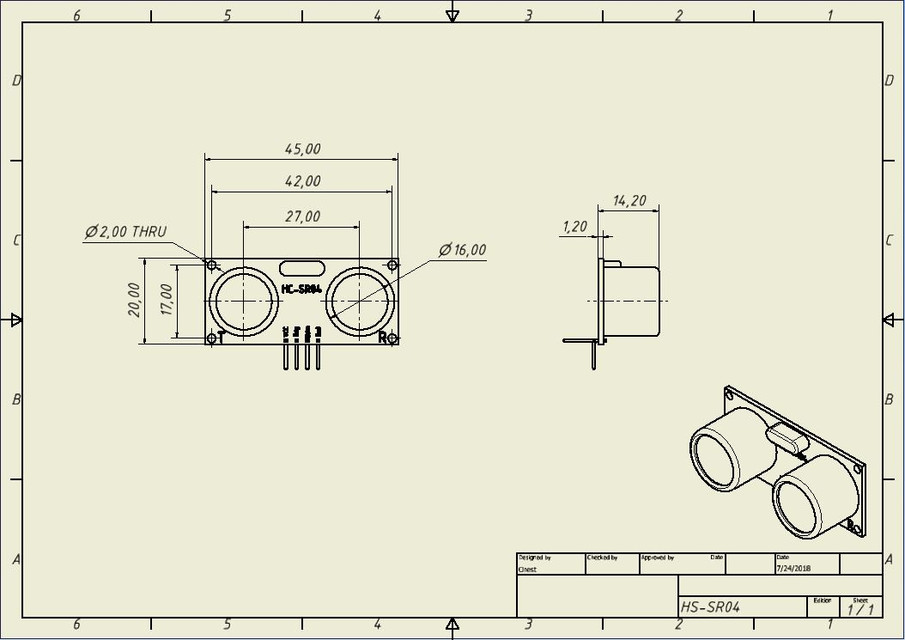 6 5 4 3 2 1
D D
45,00
42,00
14,20
27,00
1,20
Ø2,00 THRU
C C
Ø16,00
20,00
17,00
HC-SR04
T R
B B
R
A A
Designed by Checked by Approved by Date Date
7/24/2018
HS-SR04
Edition Sheet
1 / 1
6 5 4 3 2 1